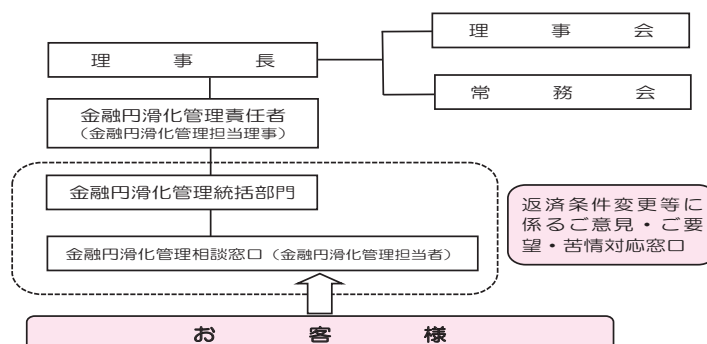 理事会
理事長
常務会
金融円滑化管理責任者
（金融円滑化管理担当理事）
金融円滑化管理統括部門
返済条件変更等に
係るご意見・ご要
望・苦情対応窓口
金融円滑化管理相談窓口（金融円滑化管理担当者）
お客様